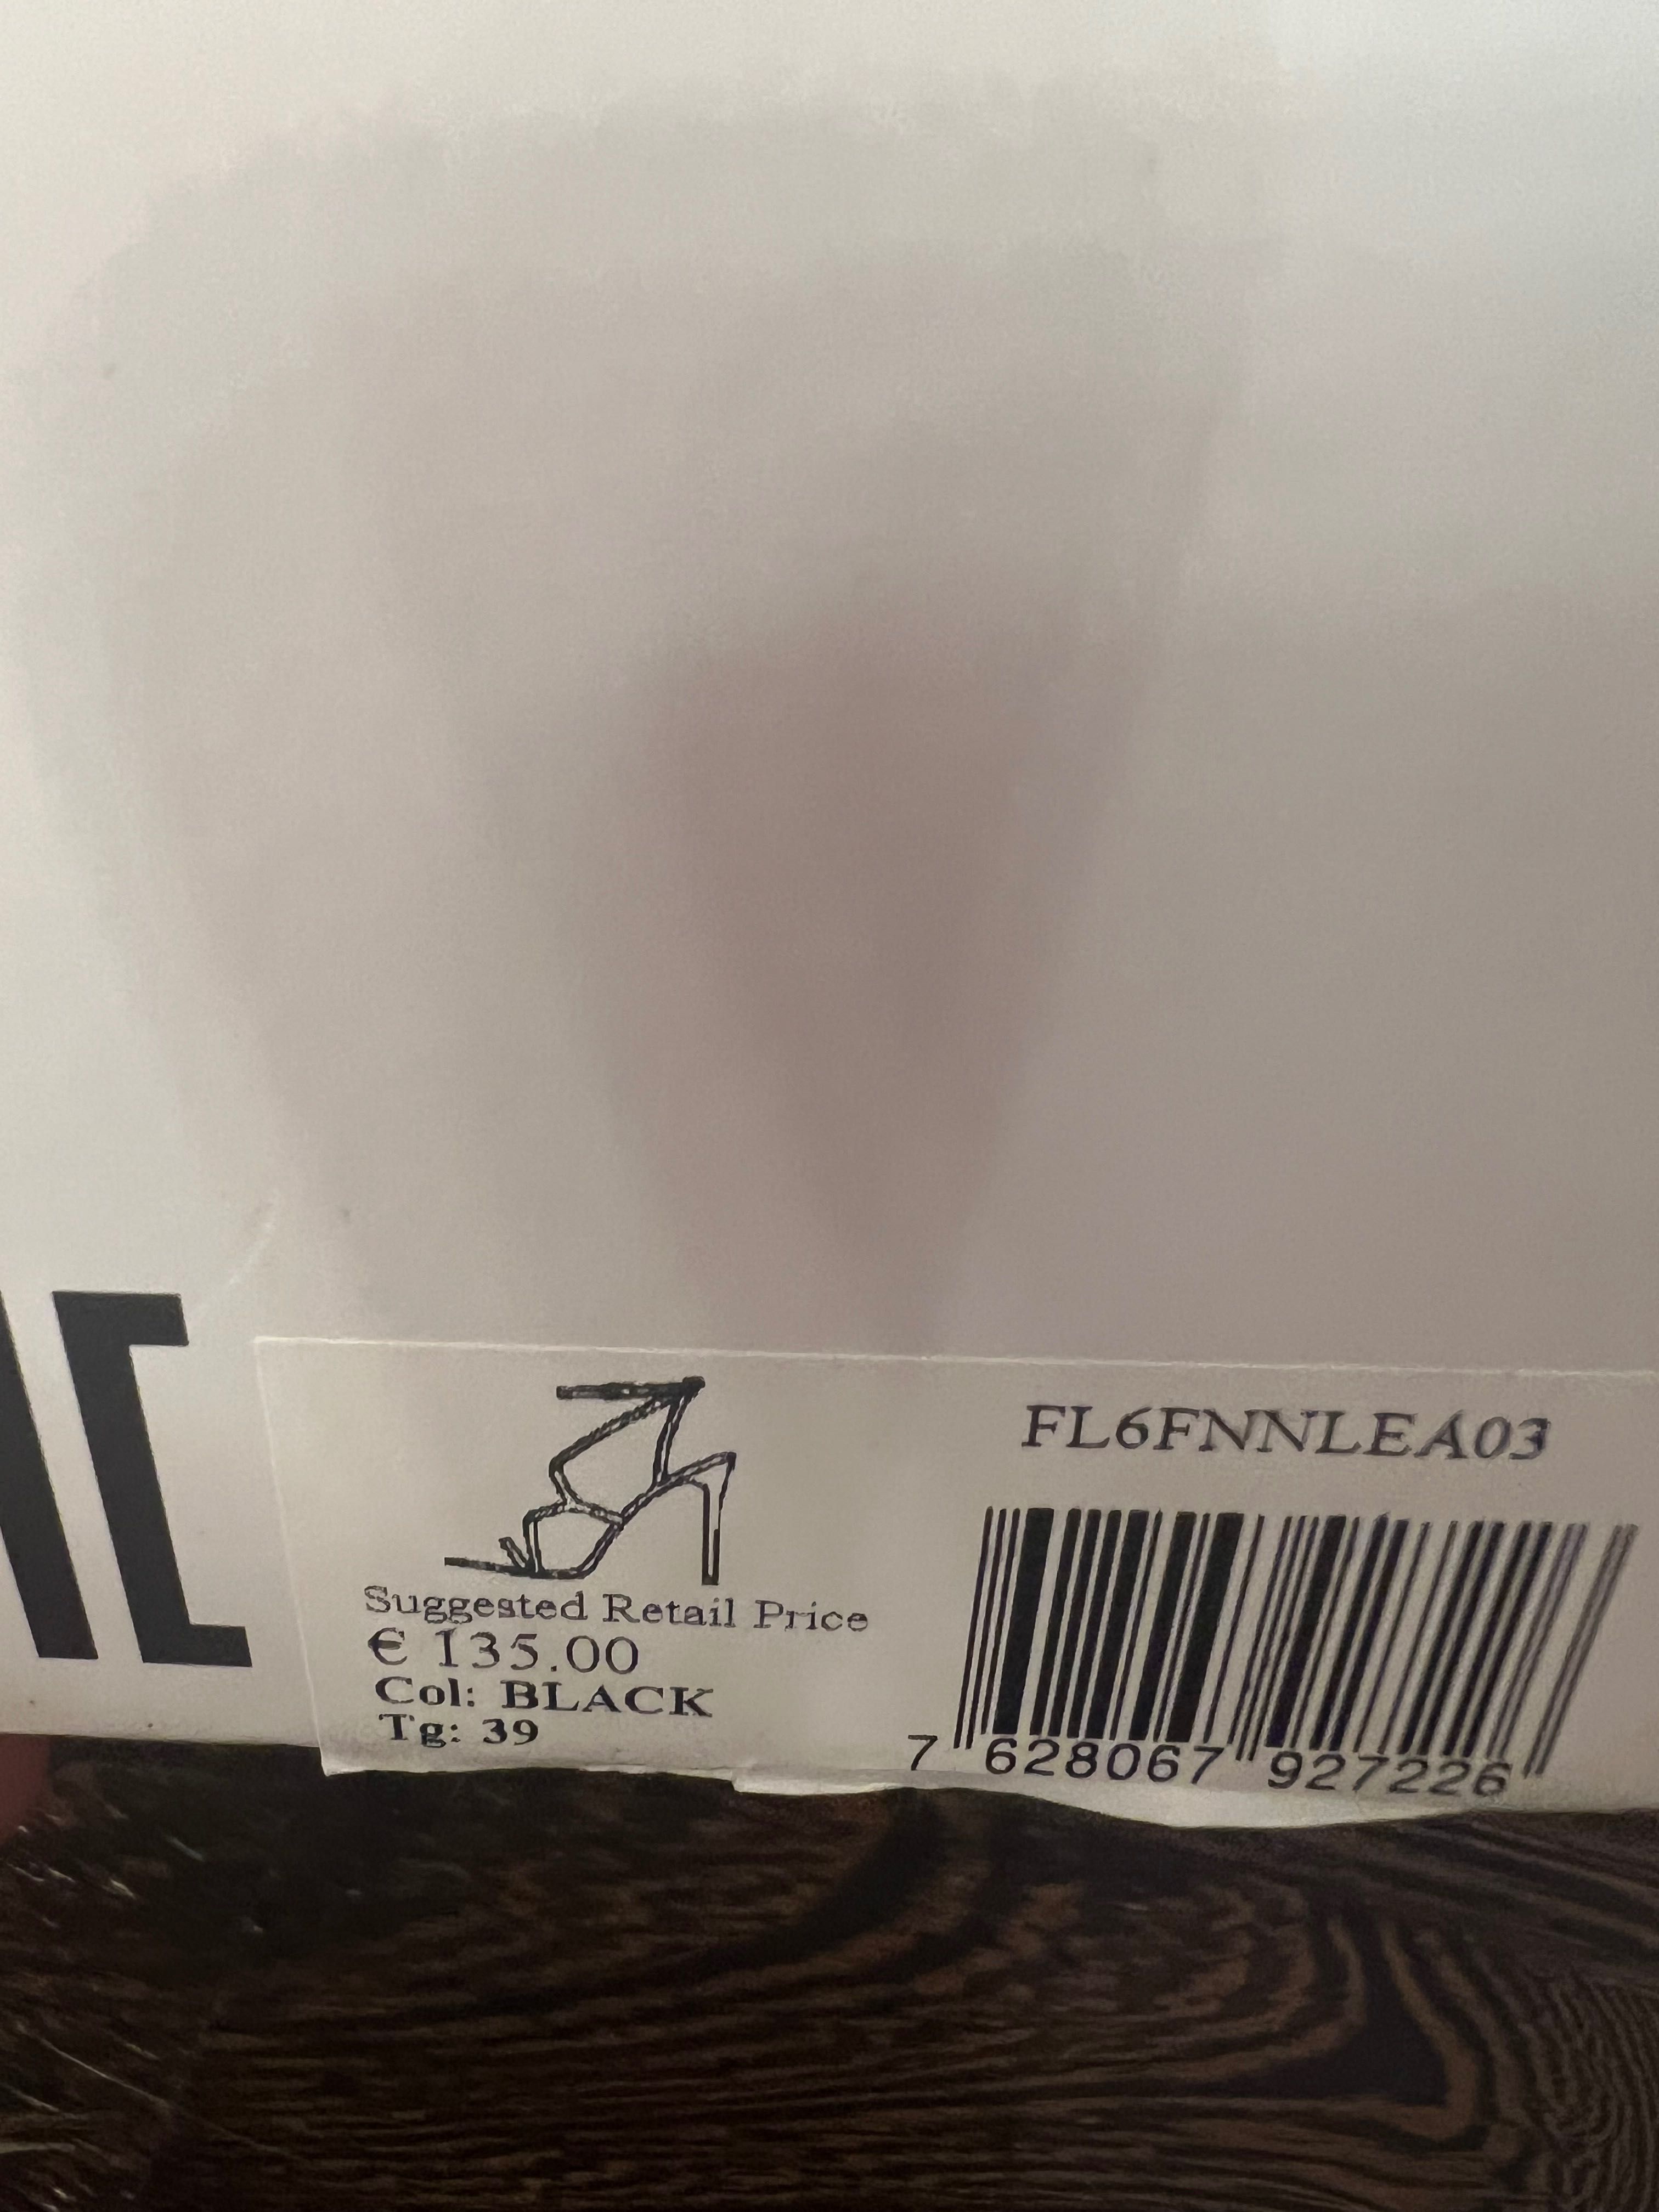 FL6FNNLEA03
Suggested Retail Price
€ 135.00
Col: BLACK
Tg: 39
7 628067 927226